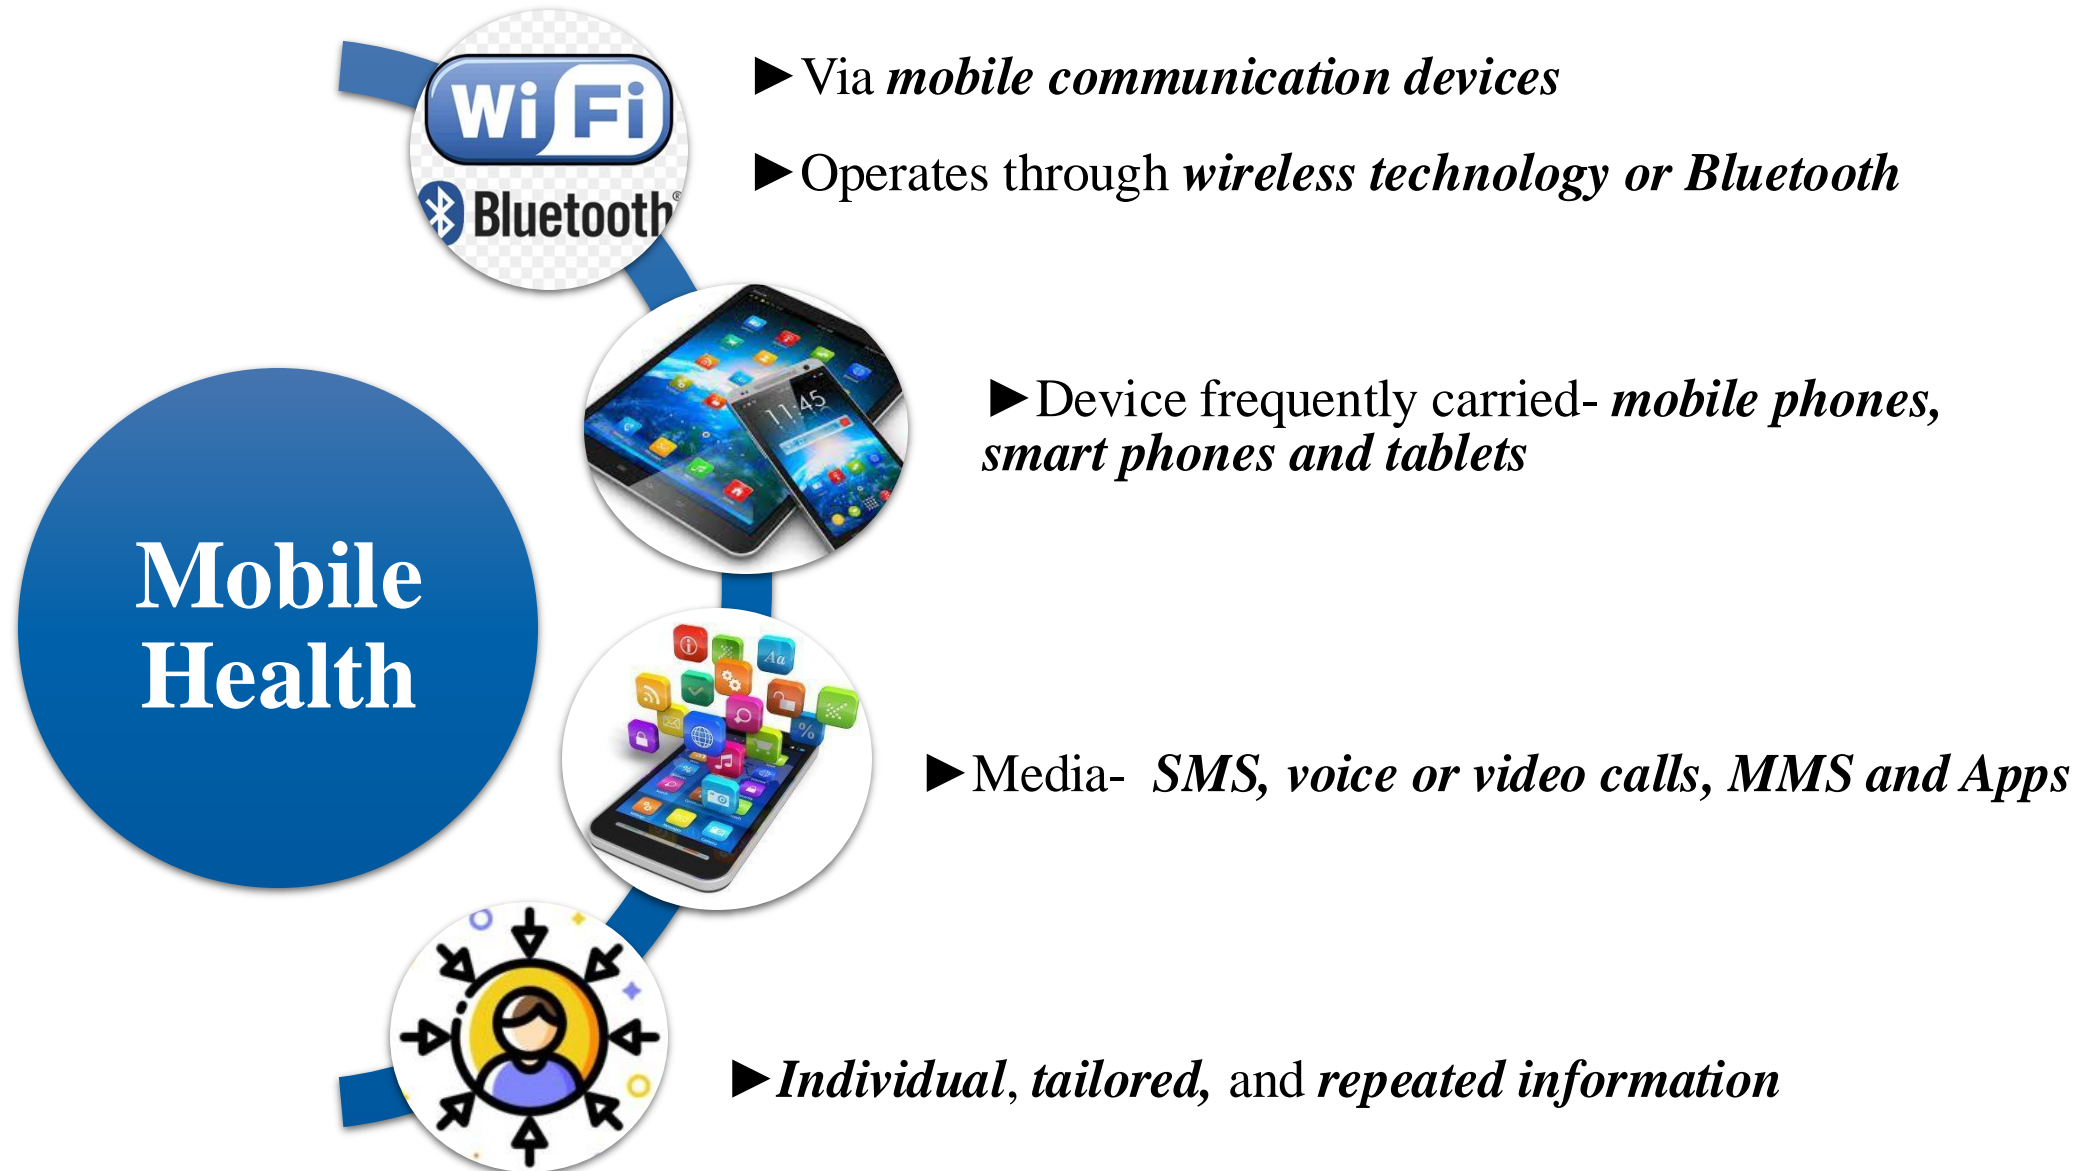 Wi Fi
Bluetooth®
►Via mobile communication devices
►Operates through wireless technology or Bluetooth
11:45
►Device frequently carried- mobile phones,
smart phones and tablets
Mobile
Health
Aa
%
►Media- SMS, voice or video calls, MMS and Apps
►Individual, tailored, and repeated information